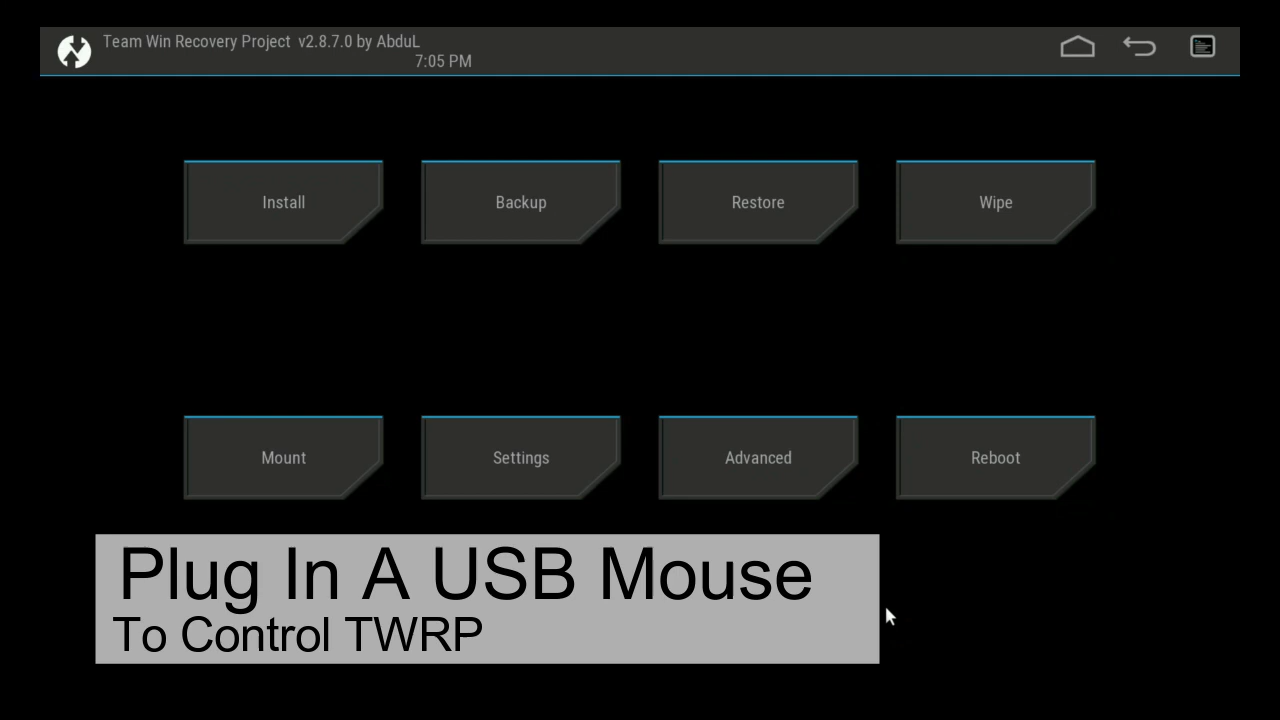 Team Win Recovery Project v2.8.7.0 by AbduL
7:05 PM
Install
Backup
Restore
Wipe
Mount
Settings
Advanced
Reboot
Plug In A USB Mouse
To Control TWRP